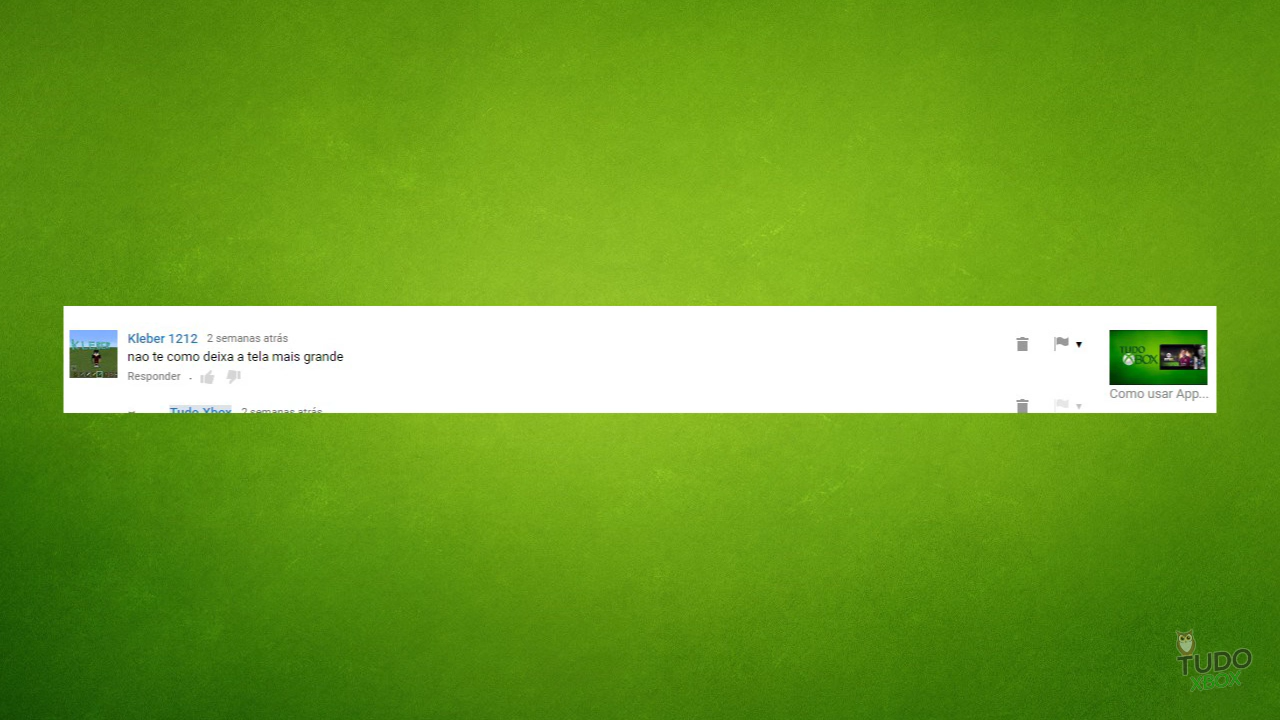 Kleber 1212 2 semanas atrás
nao te como deixa a tela mais grande
Responder
Tudo Xbox 2 semanas atrás
KLEBER
TUDO
XBOX
Como usar App...
TUDO
XBOX